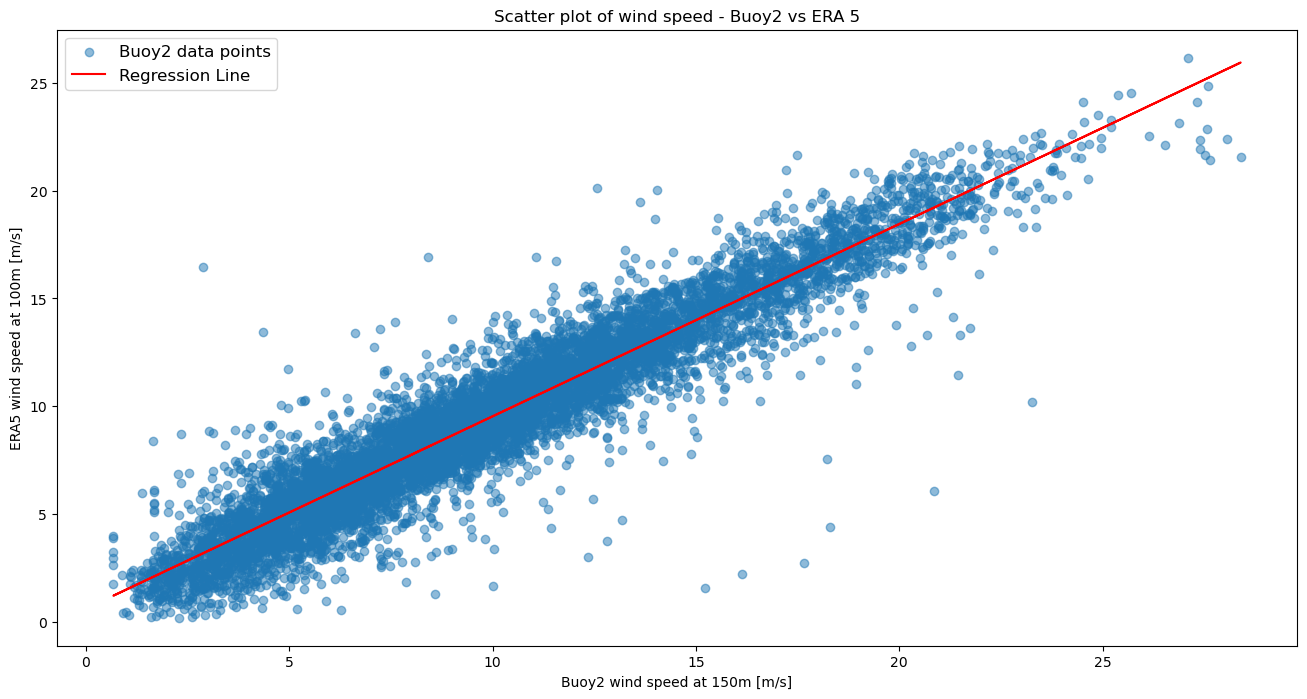 Scatter plot of wind speed - Buoy2 vs ERA 5
Buoy2 data points
Regression Line
ERA5 wind speed at 100m [m/s]
25
20
15
10
5
0
0 5 10 15 20 25
Buoy2 wind speed at 150m [m/s]